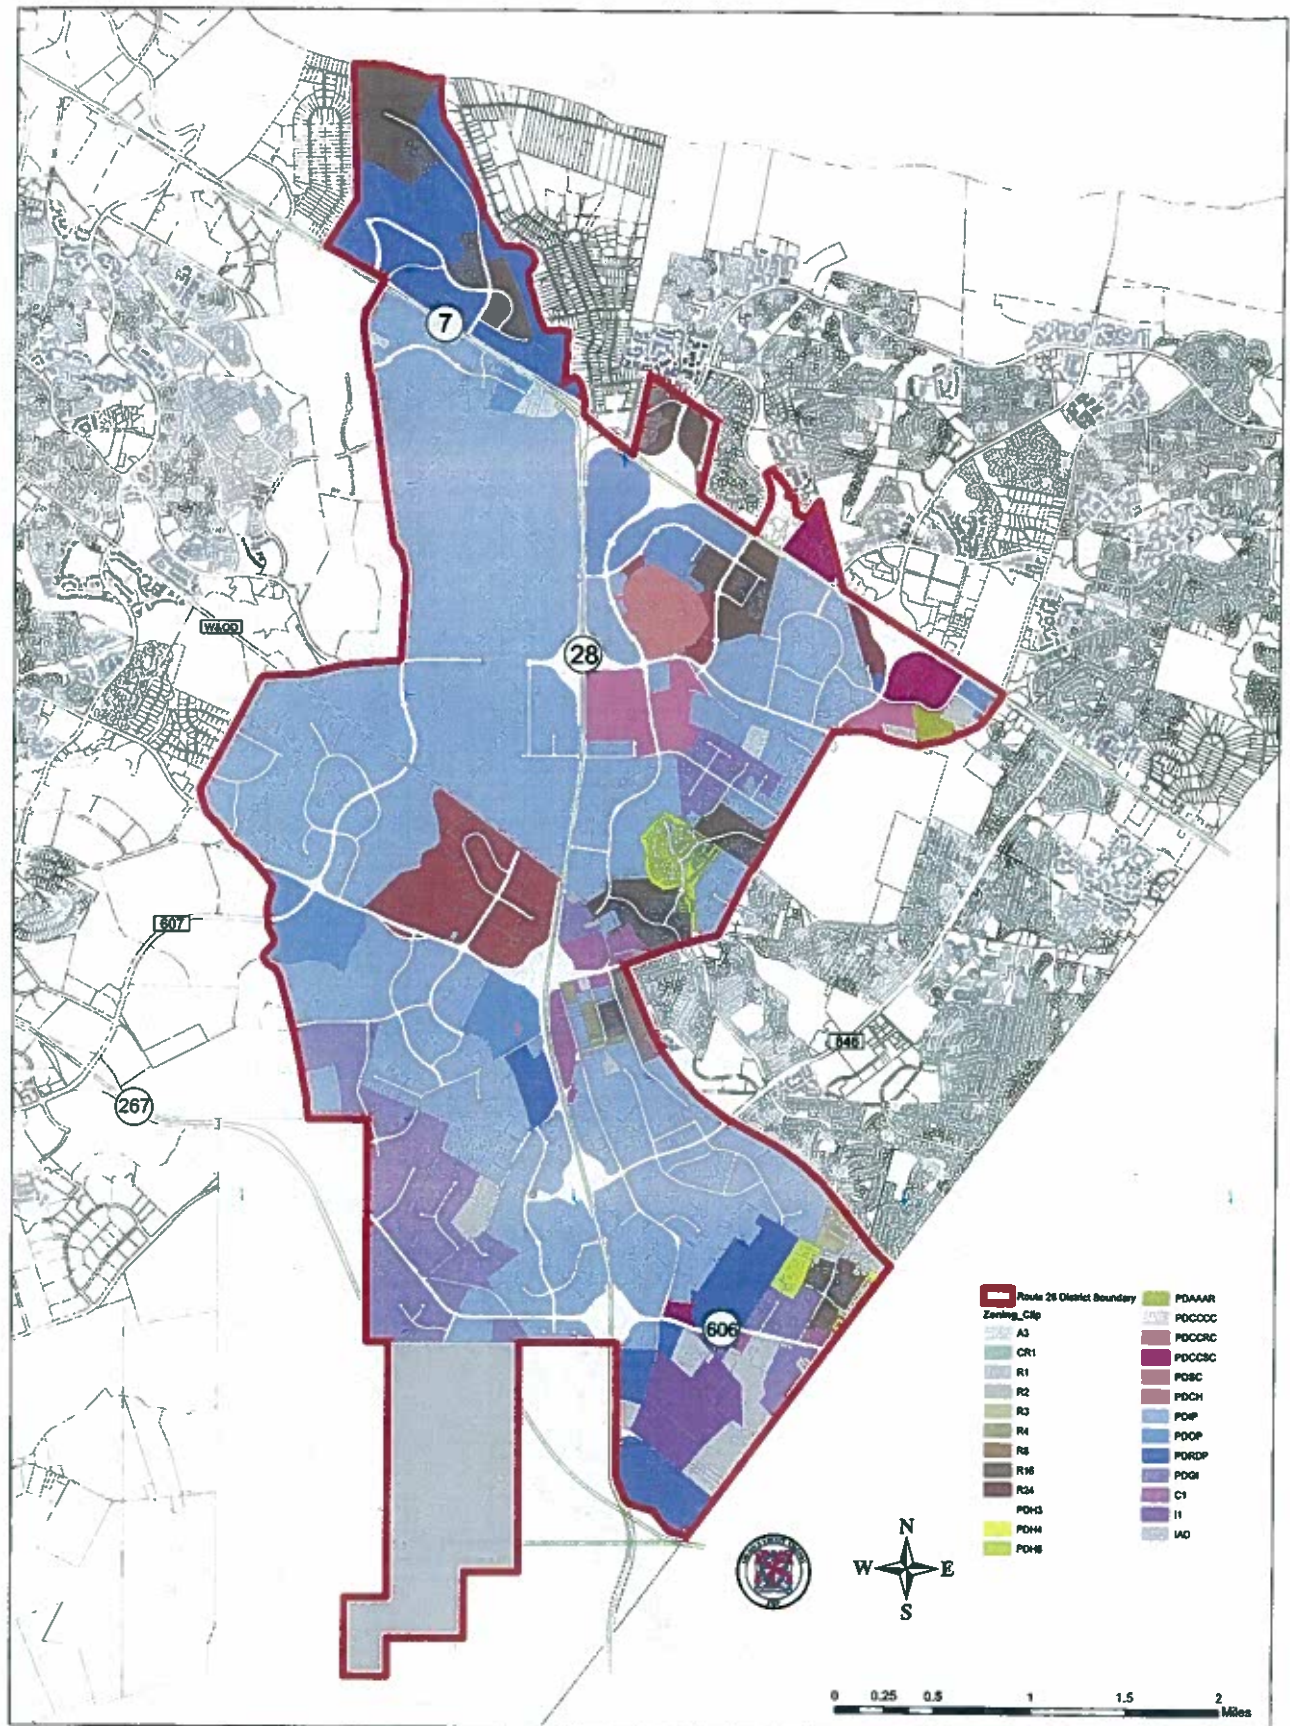 7
28
W&OD
607
267
846
606
Route 28 District Boundary
Zoning_Clip
A3
CR1
R1
R2
R3
R4
R8
R16
R24
PDH3
PDH4
PDH6
PDAAAR
PDCCCC
PDCCRC
PDCCSC
PDSC
PDCH
PDIP
PDOP
PDRDP
PDGI
C1
I1
IAD
N
W E
S
0 0.25 0.5 1 1.5 2
Miles